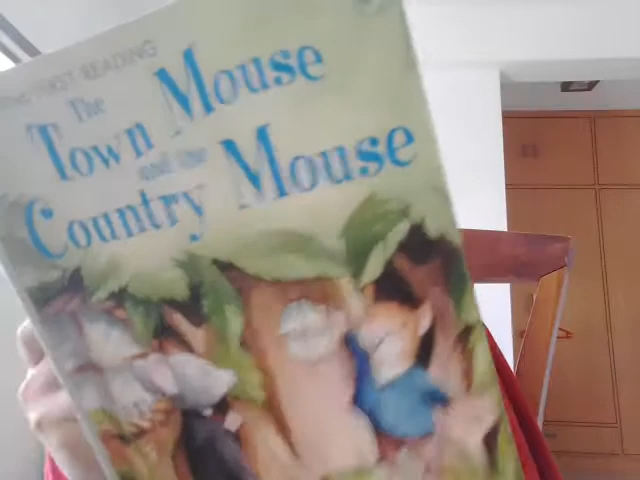 FIRST READING
The
Town Mouse
and the
Country Mouse